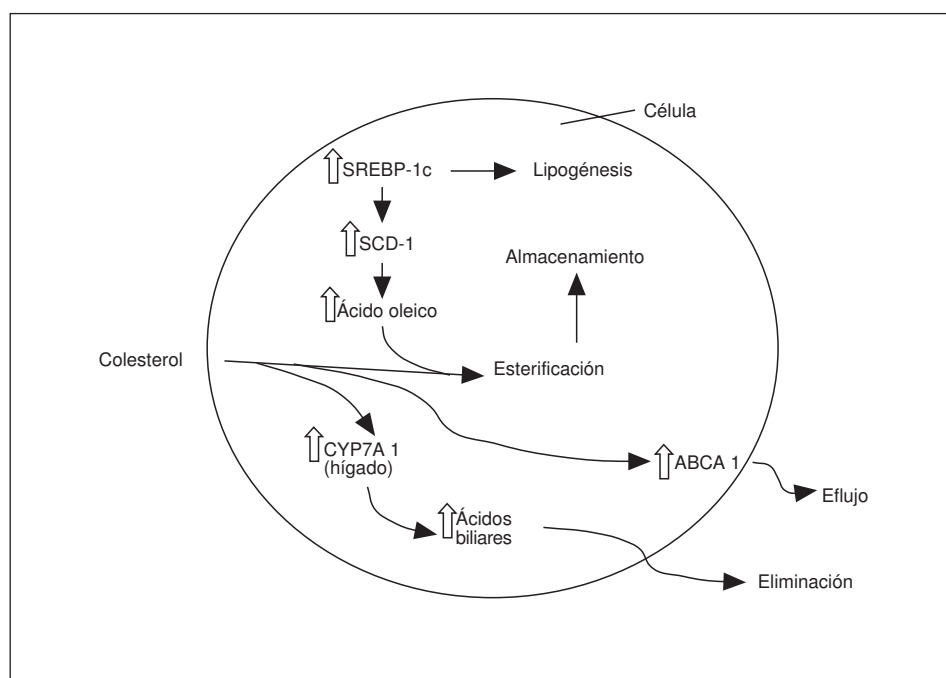 Célula
SREBP-1c
Lipogénesis
SCD-1
Almacenamiento
Ácido oleico
Colesterol
Esterificación
CYP7A 1
(hígado)
ABCA 1
Eflujo
Ácidos
biliares
Eliminación